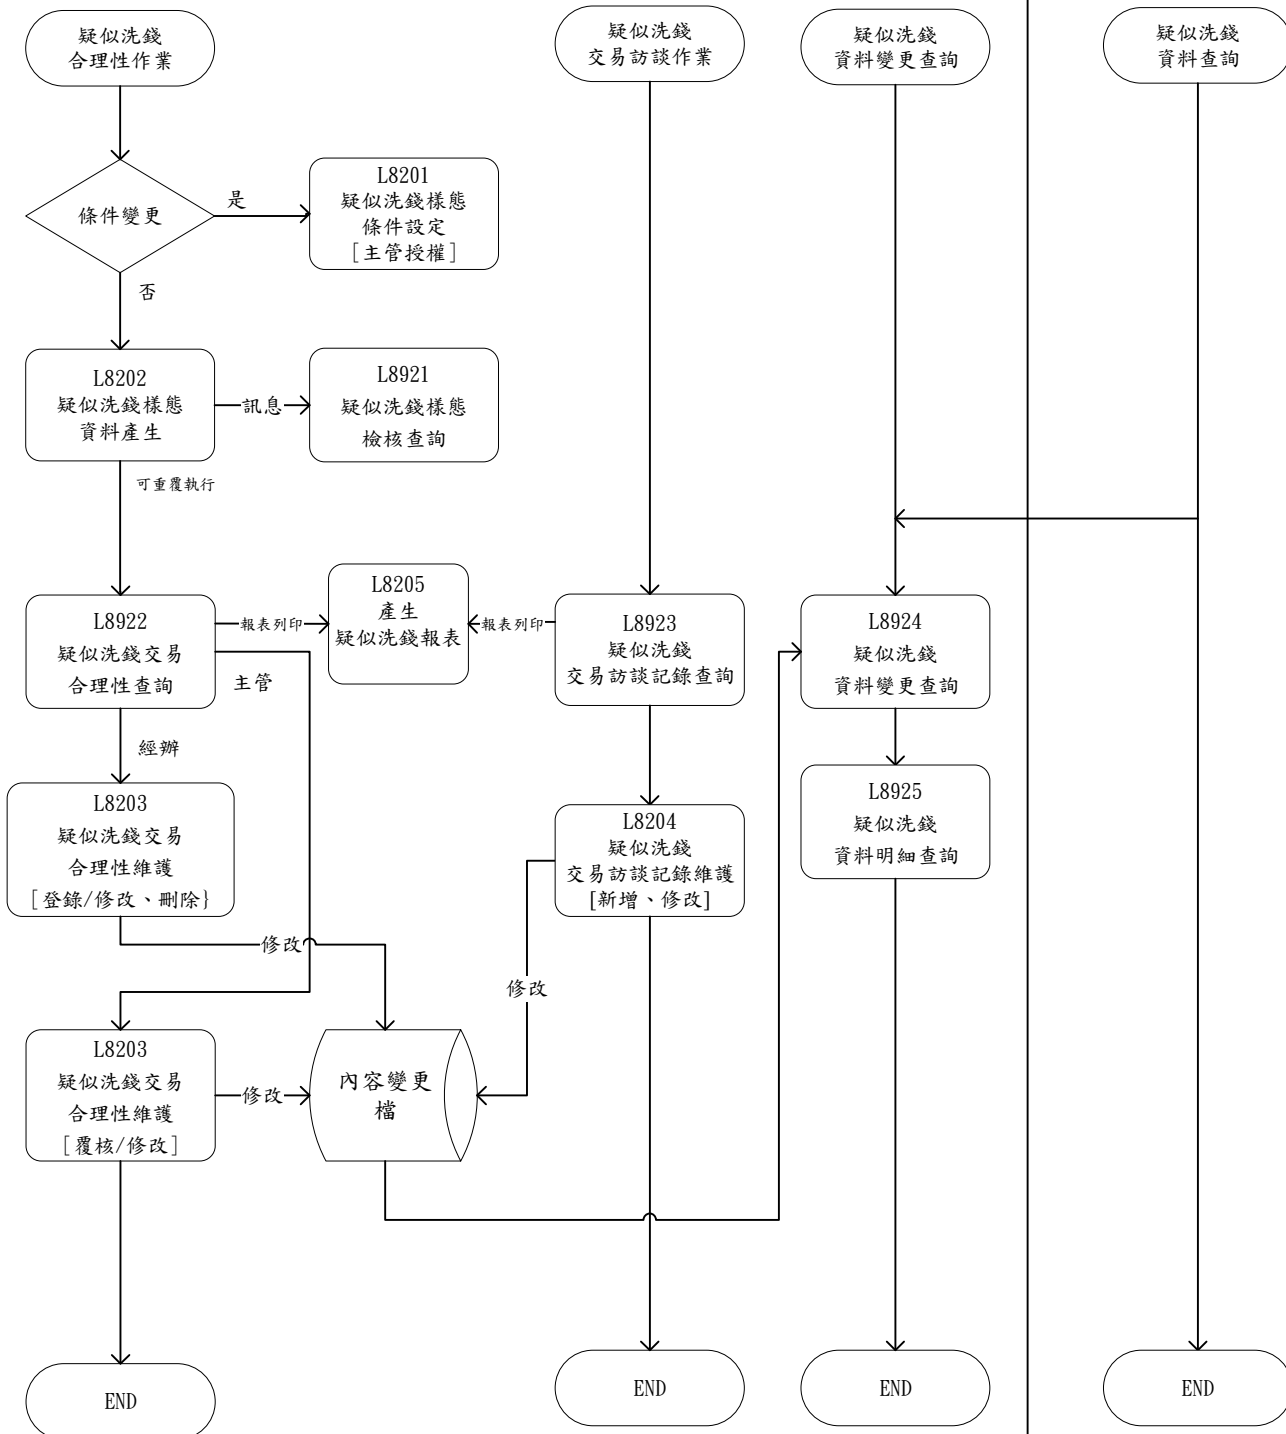 疑似洗錢
合理性作業
疑似洗錢
交易訪談作業
疑似洗錢
資料變更查詢
疑似洗錢
資料查詢
條件變更
是
L8201
疑似洗錢樣態
條件設定
[主管授權]
否
L8202
疑似洗錢樣態
資料產生
訊息
L8921
疑似洗錢樣態
檢核查詢
可重覆執行
L8922
疑似洗錢交易
合理性查詢
報表列印
L8205
產生
疑似洗錢報表
報表列印
L8923
疑似洗錢
交易訪談記錄查詢
L8924
疑似洗錢
資料變更查詢
主管
經辦
L8203
疑似洗錢交易
合理性維護
[登錄/修改、刪除}
L8204
疑似洗錢
交易訪談記錄維護
[新增、修改]
L8925
疑似洗錢
資料明細查詢
修改
修改
L8203
疑似洗錢交易
合理性維護
[覆核/修改]
修改
內容變更
檔
END
END
END
END